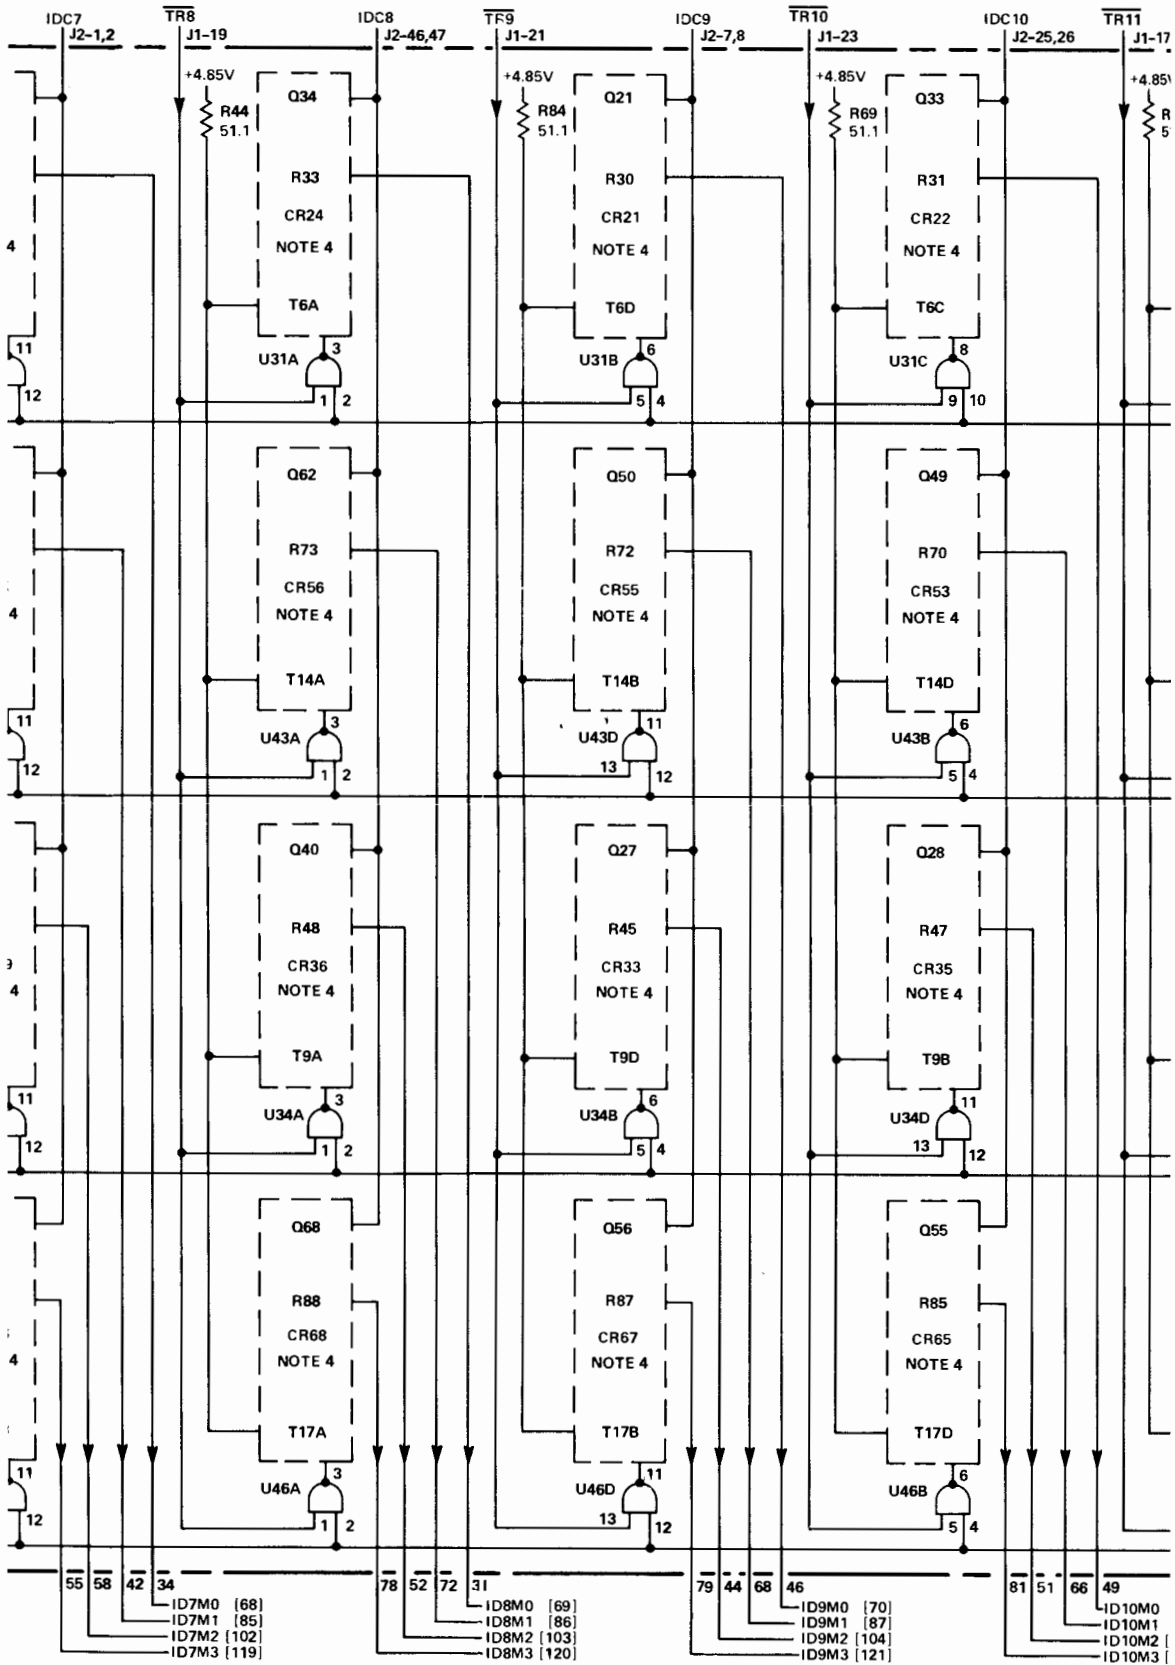 IDC7 TR8 IDC8 TR9 IDC9 TR10 IDC10 TR11
J2-1,2 J1-19 J2-46,47 J1-21 J2-7,8 J1-23 J2-25,26 J1-17
+4.85V +4.85V +4.85V +4.85V
Q34 Q21 Q33
R44 R84 R69 R
51.1 51.1 51.1 5
R33 R30 R31
CR24 CR21 CR22
4 NOTE 4 NOTE 4 NOTE 4
T6A T6D T6C
11 U31A 3 U31B 6 U31C 8
12 1 2 5 4 9 10
Q62 Q50 Q49
R73 R72 R70
CR56 CR55 CR53
4 NOTE 4 NOTE 4 NOTE 4
T14A T14B T14D
11 U43A 3 U43D 11 U43B 6
12 1 2 13 12 5 4
Q40 Q27 Q28
R48 R45 R47
9 CR36 CR33 CR35
4 NOTE 4 NOTE 4 NOTE 4
T9A T9D T9B
11 U34A 3 U34B 6 U34D 11
12 1 2 5 4 13 12
Q68 Q56 Q55
R88 R87 R85
CR68 CR67 CR65
4 NOTE 4 NOTE 4 NOTE 4
T17A T17B T17D
11 U46A 3 U46D 11 U46B 6
12 1 2 13 12 5 4
55 58 42 34 78 52 72 31 79 44 68 46 81 51 66 49
ID7M0 [68] ID8M0 [69] ID9M0 [70] ID10M0
ID7M1 [85] ID8M1 [86] ID9M1 [87] ID10M1
ID7M2 [102] ID8M2 [103] ID9M2 [104] ID10M2 [
ID7M3 [119] ID8M3 [120] ID9M3 [121] ID10M3 [